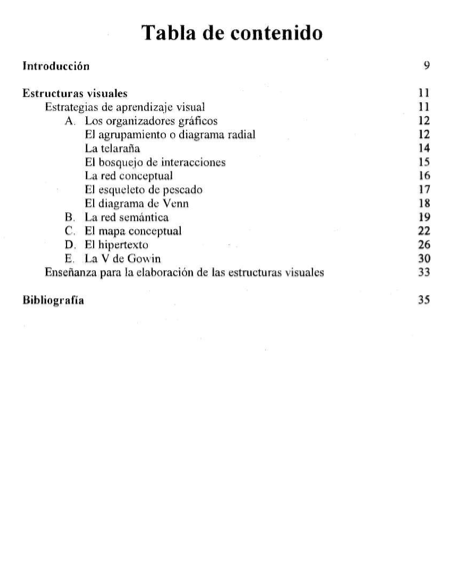 Tabla de contenido
Introducción 9
Estructuras visuales 11
Estrategias de aprendizaje visual 11
A. Los organizadores gráficos 12
El agrupamiento o diagrama radial 12
La telaraña 14
El bosquejo de interacciones 15
La red conceptual 16
El esqueleto de pescado 17
El diagrama de Venn 18
B. La red semántica 19
C. El mapa conceptual 22
D. El hipertexto 26
E. La V de Gowin 30
Enseñanza para la elaboración de las estructuras visuales 33
Bibliografía 35